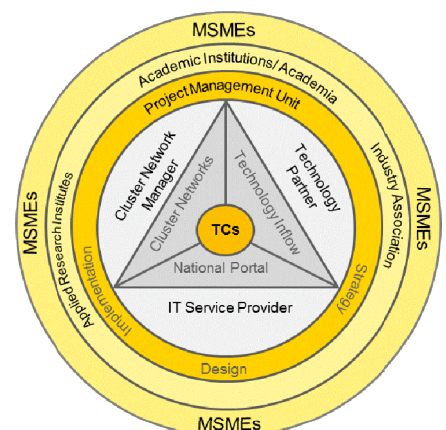 MSMEs
Academic Institutions/Academia
Project Management Unit
Cluster Network
Manager
Technology
Partner
Cluster Networks
Technology Inflow
MSMEs
Applied Research Institutes
Implementation
TCs
Strategy
Industry Association
MSMEs
National Portal
IT Service Provider
Design
MSMEs